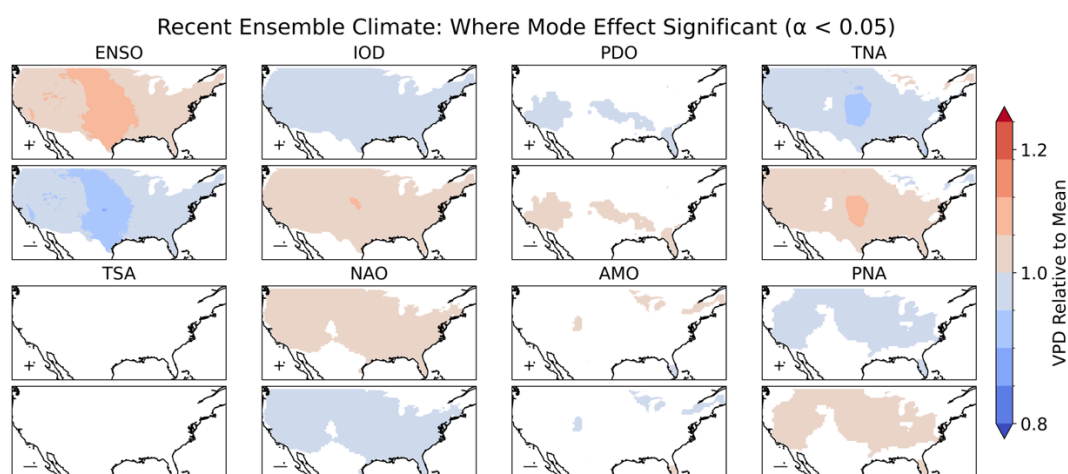 Recent Ensemble Climate: Where Mode Effect Significant (α < 0.05)
ENSO IOD PDO TNA
+ + + +
− − − −
TSA NAO AMO PNA
+ + + +
− − − −
1.2
1.0
0.8
VPD Relative to Mean